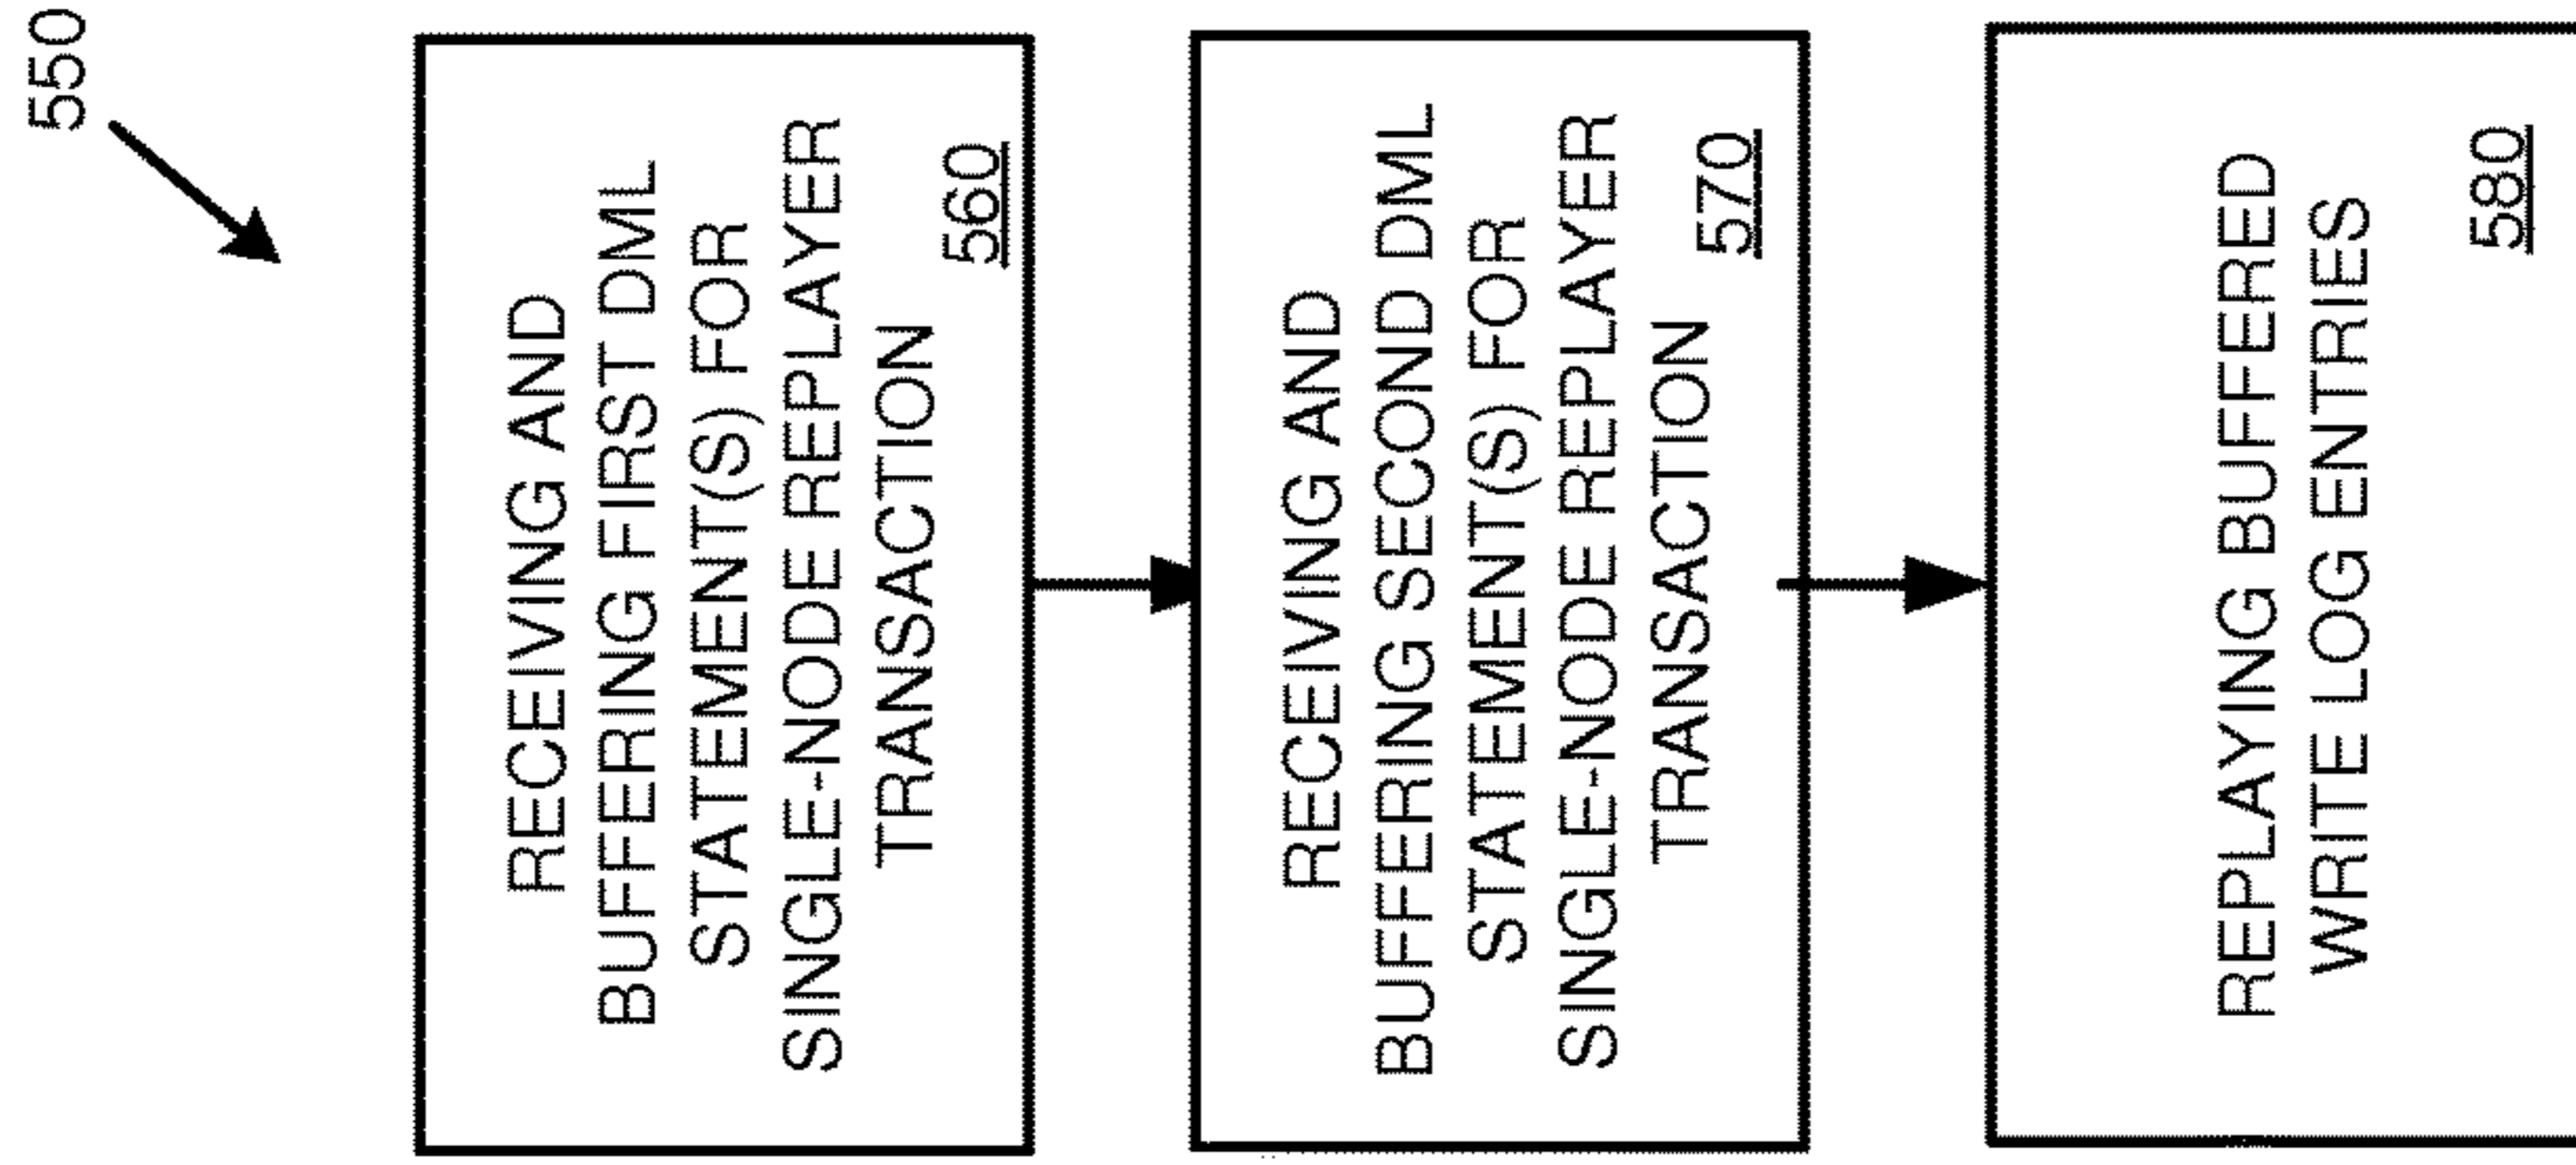 550
RECEIVING AND
BUFFERING FIRST DML
STATEMENT(S) FOR
SINGLE-NODE REPLAYER
TRANSACTION
560
RECEIVING AND
BUFFERING SECOND DML
STATEMENT(S) FOR
SINGLE-NODE REPLAYER
TRANSACTION
570
REPLAYING BUFFERED
WRITE LOG ENTRIES
580